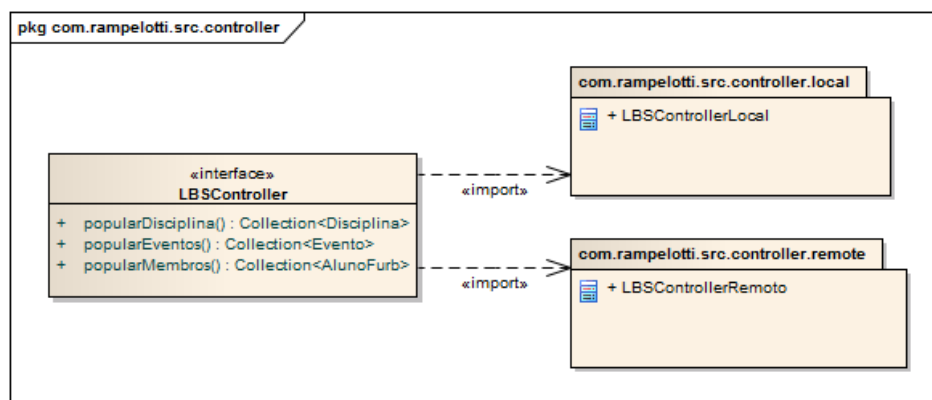 pkg com.rampelotti.src.controller
com.rampelotti.src.controller.local
+ LBSControllerLocal
«interface»
LBSController
+ popularDisciplina() : Collection<Disciplina>
+ popularEventos() : Collection<Evento>
+ popularMembros() : Collection<AlunoFurb>
«import»
«import»
com.rampelotti.src.controller.remote
+ LBSControllerRemoto